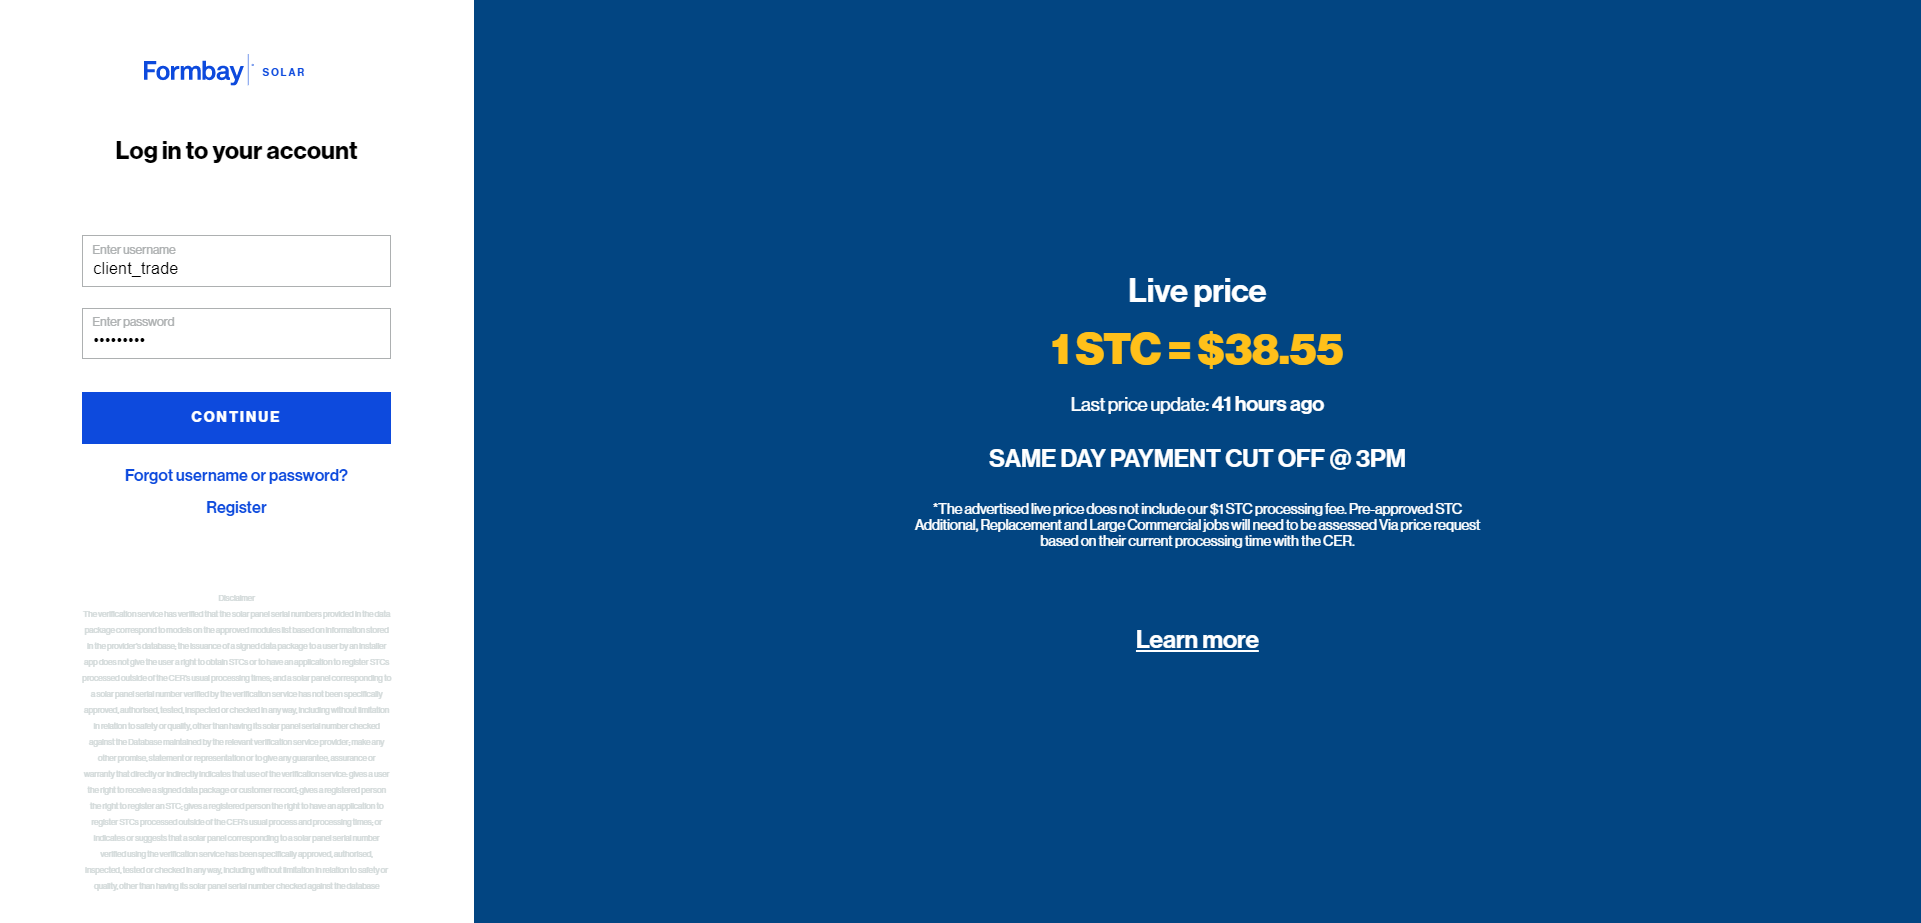 Formbay SOLAR
Log in to your account
Enter username
client_trade
Enter password
•••••••••
CONTINUE
Forgot username or password?
Register
Disclaimer
The verification service has verified that the solar panel serial numbers provided in the data
package correspond to models on the approved modules list based on information stored
in the provider's database, the issuance of a signed data package to a user by an installer
app does not give the user a right to obtain STCs or to have an application to register STCs
processed outside of the CER's usual processing times, and a solar panel corresponding to
a solar panel serial number verified by the verification service has not been specifically
approved, authorised, tested, inspected or checked in any way, including without limitation
in relation to safety or quality, other than having its solar panel serial number checked
against the Database maintained by the relevant verification service provider; make any
other promise, statement or representation or to give any guarantee, assurance or
warranty that directly or indirectly indicates that use of the verification service: gives a user
the right to receive a signed data package or customer record; gives a registered person
the right to register an STC; gives a registered person the right to have an application to
register STCs processed outside of the CER's usual process and processing times; or
indicates or suggests that a solar panel corresponding to a solar panel serial number
verified using the verification service has been specifically approved, authorised,
inspected, tested or checked in any way, including without limitation in relation to safety or
quality, other than having its solar panel serial number checked against the database
Live price
1 STC = $38.55
Last price update: 41 hours ago
SAME DAY PAYMENT CUT OFF @ 3PM
*The advertised live price does not include our $1 STC processing fee. Pre-approved STC
Additional, Replacement and Large Commercial jobs will need to be assessed Via price request
based on their current processing time with the CER.
Learn more